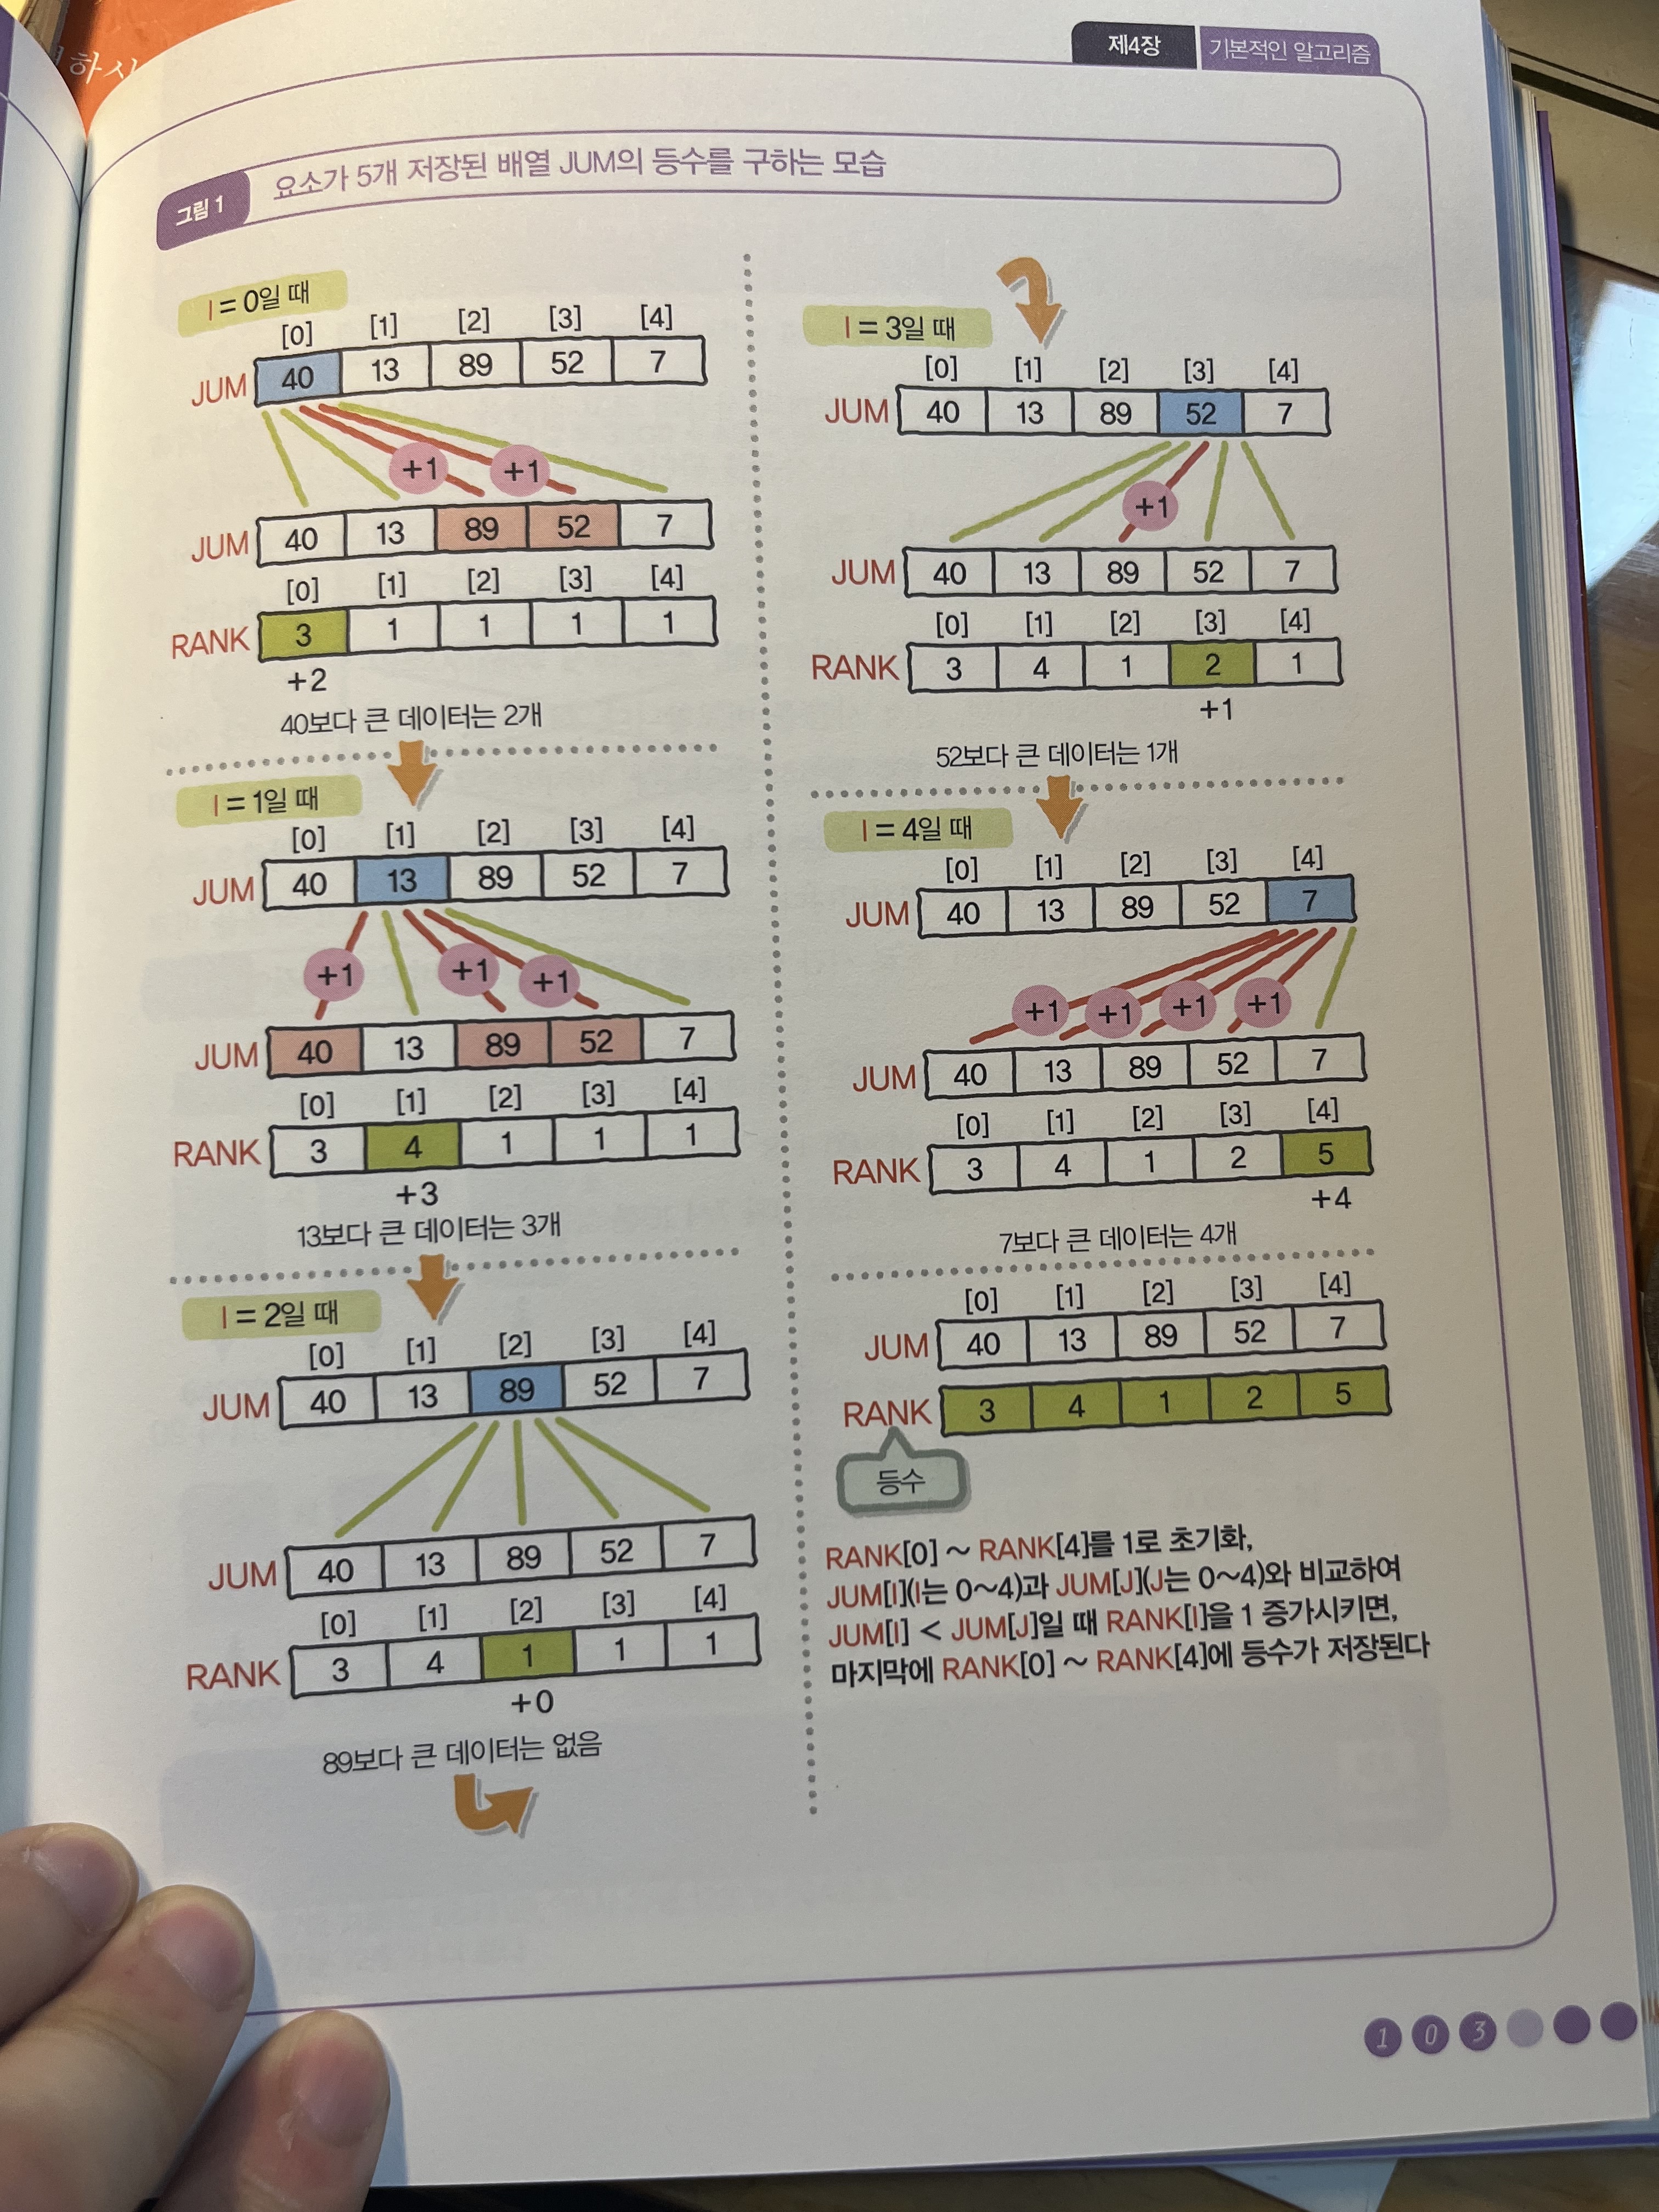 하시
제4장 기본적인 알고리즘
그림 1 요소가 5개 저장된 배열 JUM의 등수를 구하는 모습
I = 0일 때
[0] [1] [2] [3] [4]
JUM 40 13 89 52 7
+1 +1
JUM 40 13 89 52 7
[0] [1] [2] [3] [4]
RANK 3 1 1 1 1
+2
40보다 큰 데이터는 2개
I = 1일 때
[0] [1] [2] [3] [4]
JUM 40 13 89 52 7
+1 +1 +1
JUM 40 13 89 52 7
[0] [1] [2] [3] [4]
RANK 3 4 1 1 1
+3
13보다 큰 데이터는 3개
I = 2일 때
[0] [1] [2] [3] [4]
JUM 40 13 89 52 7
JUM 40 13 89 52 7
[0] [1] [2] [3] [4]
RANK 3 4 1 1 1
+0
89보다 큰 데이터는 없음
I = 3일 때
[0] [1] [2] [3] [4]
JUM 40 13 89 52 7
+1
JUM 40 13 89 52 7
[0] [1] [2] [3] [4]
RANK 3 4 1 2 1
+1
52보다 큰 데이터는 1개
I = 4일 때
[0] [1] [2] [3] [4]
JUM 40 13 89 52 7
+1 +1 +1 +1
JUM 40 13 89 52 7
[0] [1] [2] [3] [4]
RANK 3 4 1 2 5
+4
7보다 큰 데이터는 4개
[0] [1] [2] [3] [4]
JUM 40 13 89 52 7
RANK 3 4 1 2 5
등수
RANK[0] ~ RANK[4]를 1로 초기화,
JUM[I](I는 0~4)과 JUM[J](J는 0~4)와 비교하여
JUM[I] < JUM[J]일 때 RANK[I]을 1 증가시키면,
마지막에 RANK[0] ~ RANK[4]에 등수가 저장된다
103